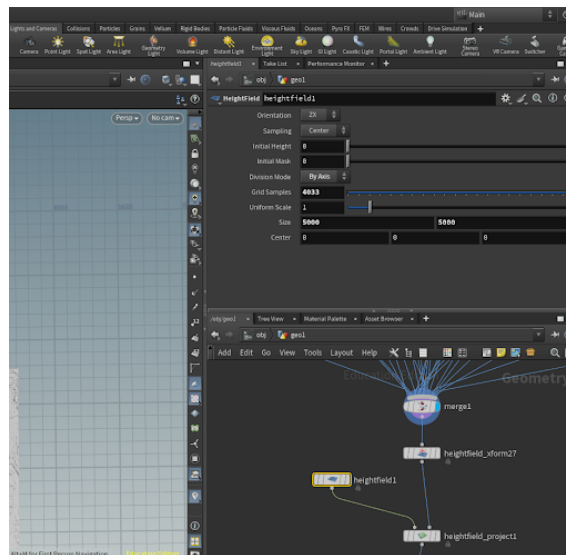 Main
Lights and Cameras Collisions Particles Grains Vellum Rigid Bodies Particle Fluids Viscous Fluids Oceans Pyro FX FEM Wires Crowds Drive Simulation +
Camera Point Light Spot Light Area Light Geometry Light Volume Light Distant Light Environment Light Sky Light GI Light Caustic Light Portal Light Ambient Light Stereo Camera VR Camera Switcher
heightfield1 Take List Performance Monitor +
obj geo1
HeightField heightfield1
Persp No cam
Orientation ZX
Sampling Center
Initial Height 0
Initial Mask 0
Division Mode By Axis
Grid Samples 4033
Uniform Scale 1
Size 5000 5000
Center 0 0 0
/obj/geo1 Tree View Material Palette Asset Browser +
obj geo1
Add Edit Go View Tools Layout Help
Geometry
merge1
heightfield_xform27
heightfield1
heightfield_project1